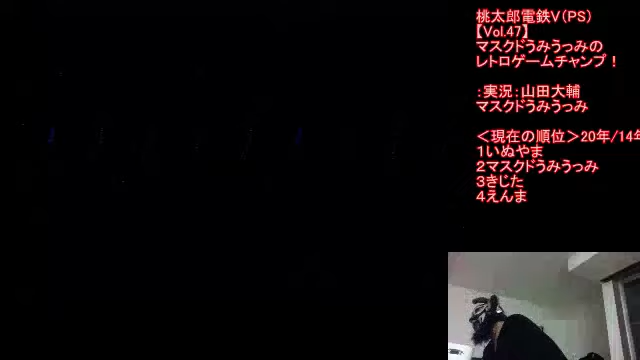 桃太郎電鉄V(PS)
【Vol.47】
マスクドうみうっみの
レトロゲームチャンプ！
：実況：山田大輔
マスクドうみうっみ
＜現在の順位＞20年/14年
1いぬやま
2マスクドうみうっみ
3きじた
4えんま